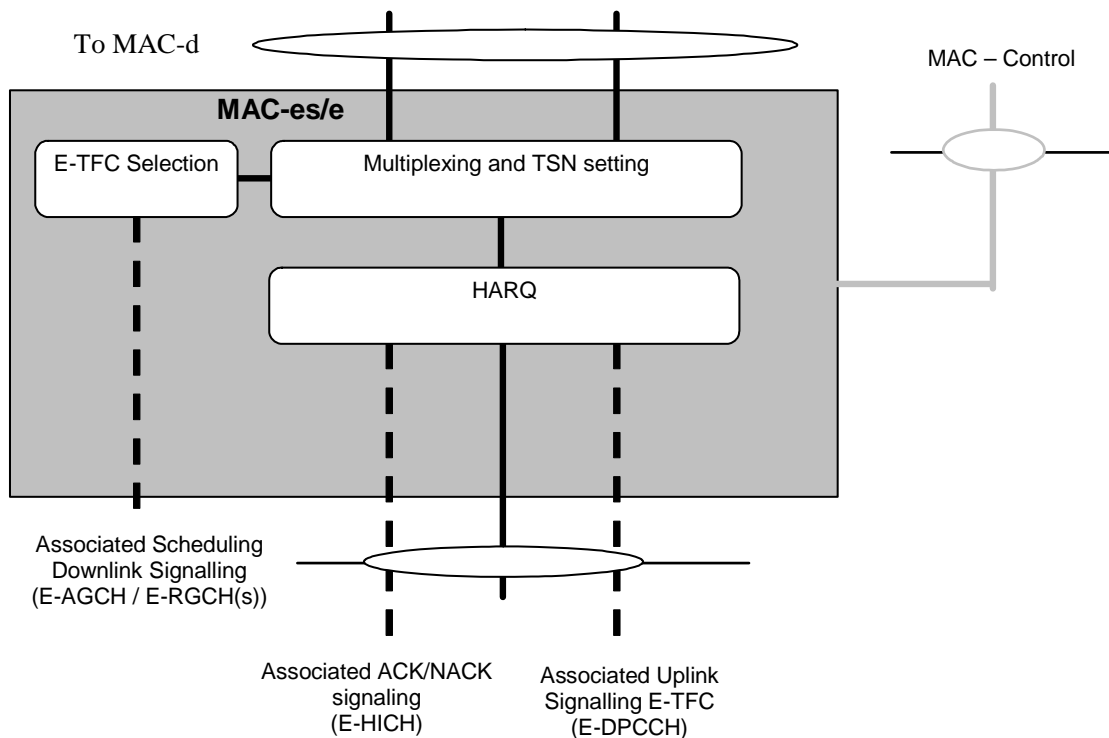 To MAC-d
MAC – Control
MAC-es/e
E-TFC Selection
Multiplexing and TSN setting
HARQ
Associated Scheduling
Downlink Signalling
(E-AGCH / E-RGCH(s))
Associated ACK/NACK
signaling
(E-HICH)
Associated Uplink
Signalling E-TFC
(E-DPCCH)